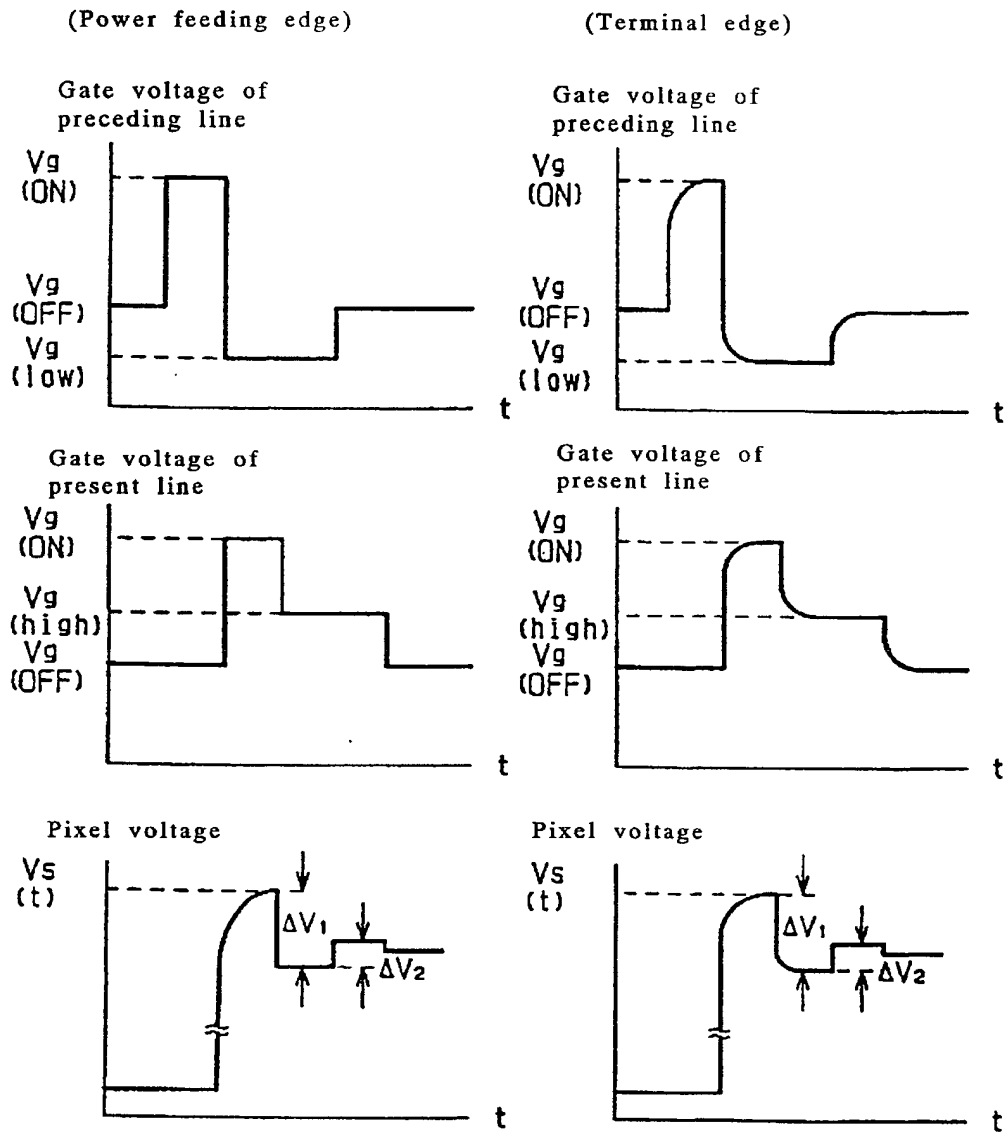 (Power feeding edge)
(Terminal edge)
Gate voltage of
preceding line
Vg
(ON)
Vg
(OFF)
Vg
(low)
t
Gate voltage of
preceding line
Vg
(ON)
Vg
(OFF)
Vg
(low)
t
Gate voltage of
present line
Vg
(ON)
Vg
(high)
Vg
(OFF)
t
Gate voltage of
present line
Vg
(ON)
Vg
(high)
Vg
(OFF)
t
Pixel voltage
Vs
(t)
ΔV₁
ΔV₂
t
Pixel voltage
Vs
(t)
ΔV₁
ΔV₂
t